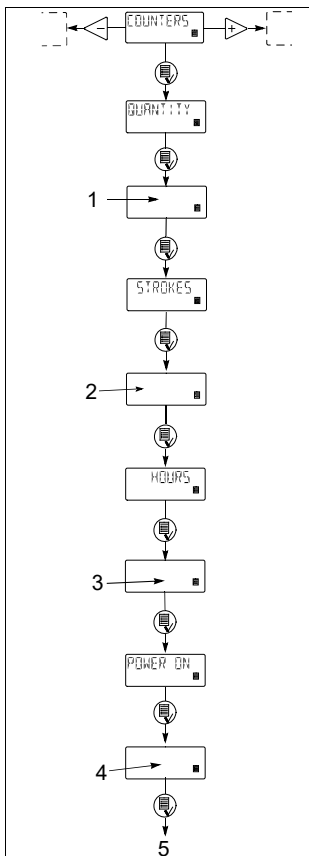 COUNTERS
- +
QUANTITY
1
STROKES
2
HOURS
3
POWER ON
4
5